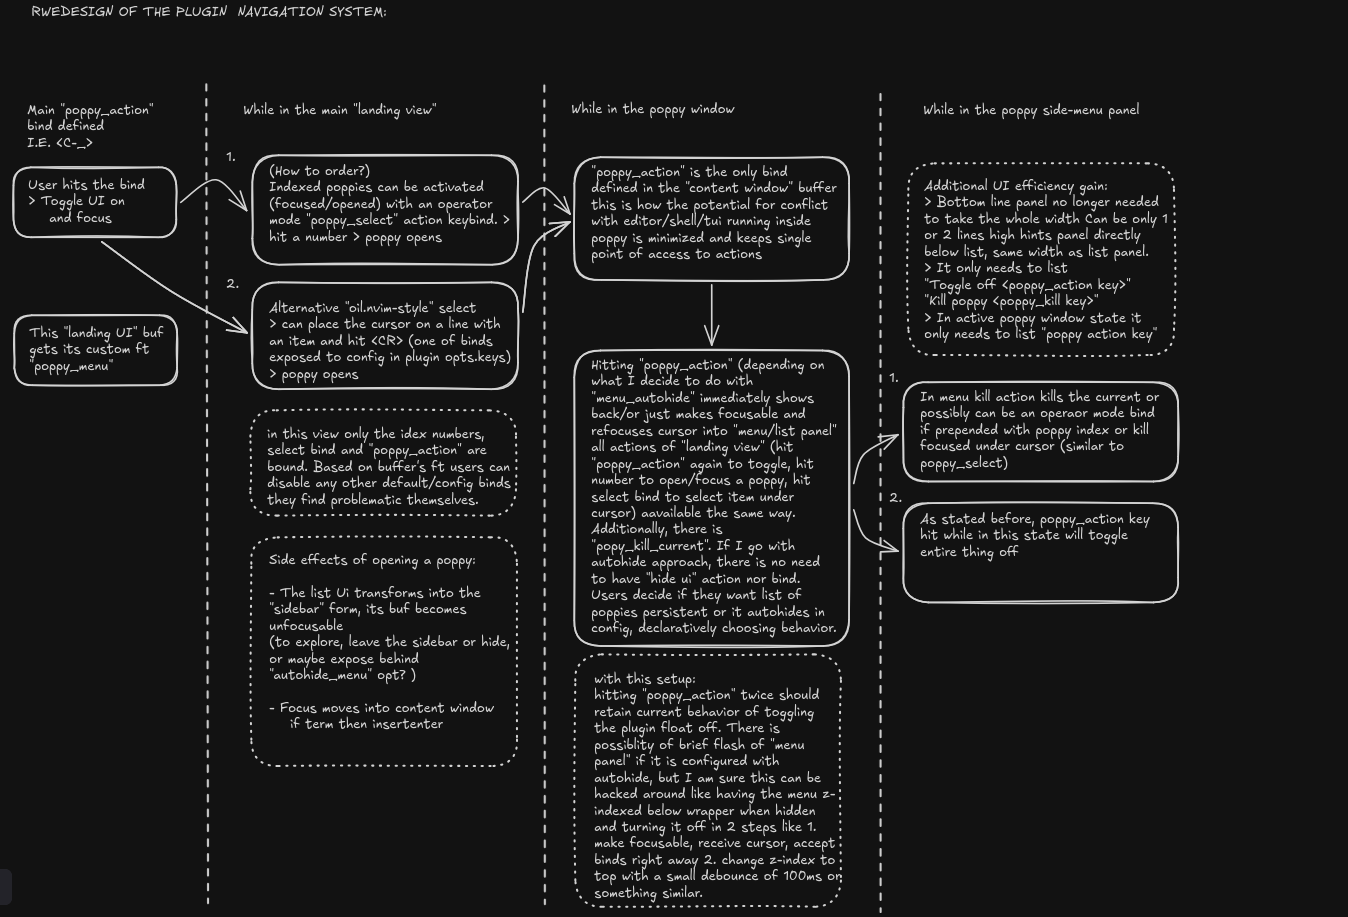 RWEDESIGN OF THE PLUGIN NAVIGATION SYSTEM:
Main "poppy_action"
bind defined
I.E. <C-_>
User hits the bind
> Toggle UI on
and focus
This "landing UI" buf
gets its custom ft
"poppy_menu"
While in the main "landing view"
1.
(How to order?)
Indexed poppies can be activated
(focused/opened) with an operator
mode "poppy_select" action keybind. >
hit a number > poppy opens
2.
Alternative "oil.nvim-style" select
> can place the cursor on a line with
an item and hit <CR> (one of binds
exposed to config in plugin opts.keys)
> poppy opens
in this view only the idex numbers,
select bind and "poppy_action" are
bound. Based on buffer's ft users can
disable any other default/config binds
they find problematic themselves.
Side effects of opening a poppy:
- The list Ui transforms into the
"sidebar" form, its buf becomes
unfocusable
(to explore, leave the sidebar or hide,
or maybe expose behind
"autohide_menu" opt? )
- Focus moves into content window
if term then insertenter
While in the poppy window
"poppy_action" is the only bind
defined in the "content window" buffer
this is how the potential for conflict
with editor/shell/tui running inside
poppy is minimized and keeps single
point of access to actions
Hitting "poppy_action" (depending on
what I decide to do with
"menu_autohide" immediately shows
back/or just makes focusable and
refocuses cursor into "menu/list panel"
all actions of "landing view" (hit
"poppy_action" again to toggle, hit
number to open/focus a poppy, hit
select bind to select item under
cursor) aavailable the same way.
Additionally, there is
"popy_kill_current". If I go with
autohide approach, there is no need
to have "hide ui" action nor bind.
Users decide if they want list of
poppies persistent or it autohides in
config, declaratively choosing behavior.
with this setup:
hitting "poppy_action" twice should
retain current behavior of toggling
the plugin float off. There is
possiblity of brief flash of "menu
panel" if it is configured with
autohide, but I am sure this can be
hacked around like having the menu z-
indexed below wrapper when hidden
and turning it off in 2 steps like 1.
make focusable, receive cursor, accept
binds right away 2. change z-index to
top with a small debounce of 100ms or
something similar.
While in the poppy side-menu panel
Additional UI efficiency gain:
> Bottom line panel no longer needed
to take the whole width Can be only 1
or 2 lines high hints panel directly
below list, same width as list panel.
> It only needs to list
"Toggle off <poppy_action key>"
"Kill poppy <poppy_kill key>"
> In active poppy window state it
only needs to list "poppy action key"
1.
In menu kill action kills the current or
possibly can be an operaor mode bind
if prepended with poppy index or kill
focused under cursor (similar to
poppy_select)
2.
As stated before, poppy_action key
hit while in this state will toggle
entire thing off